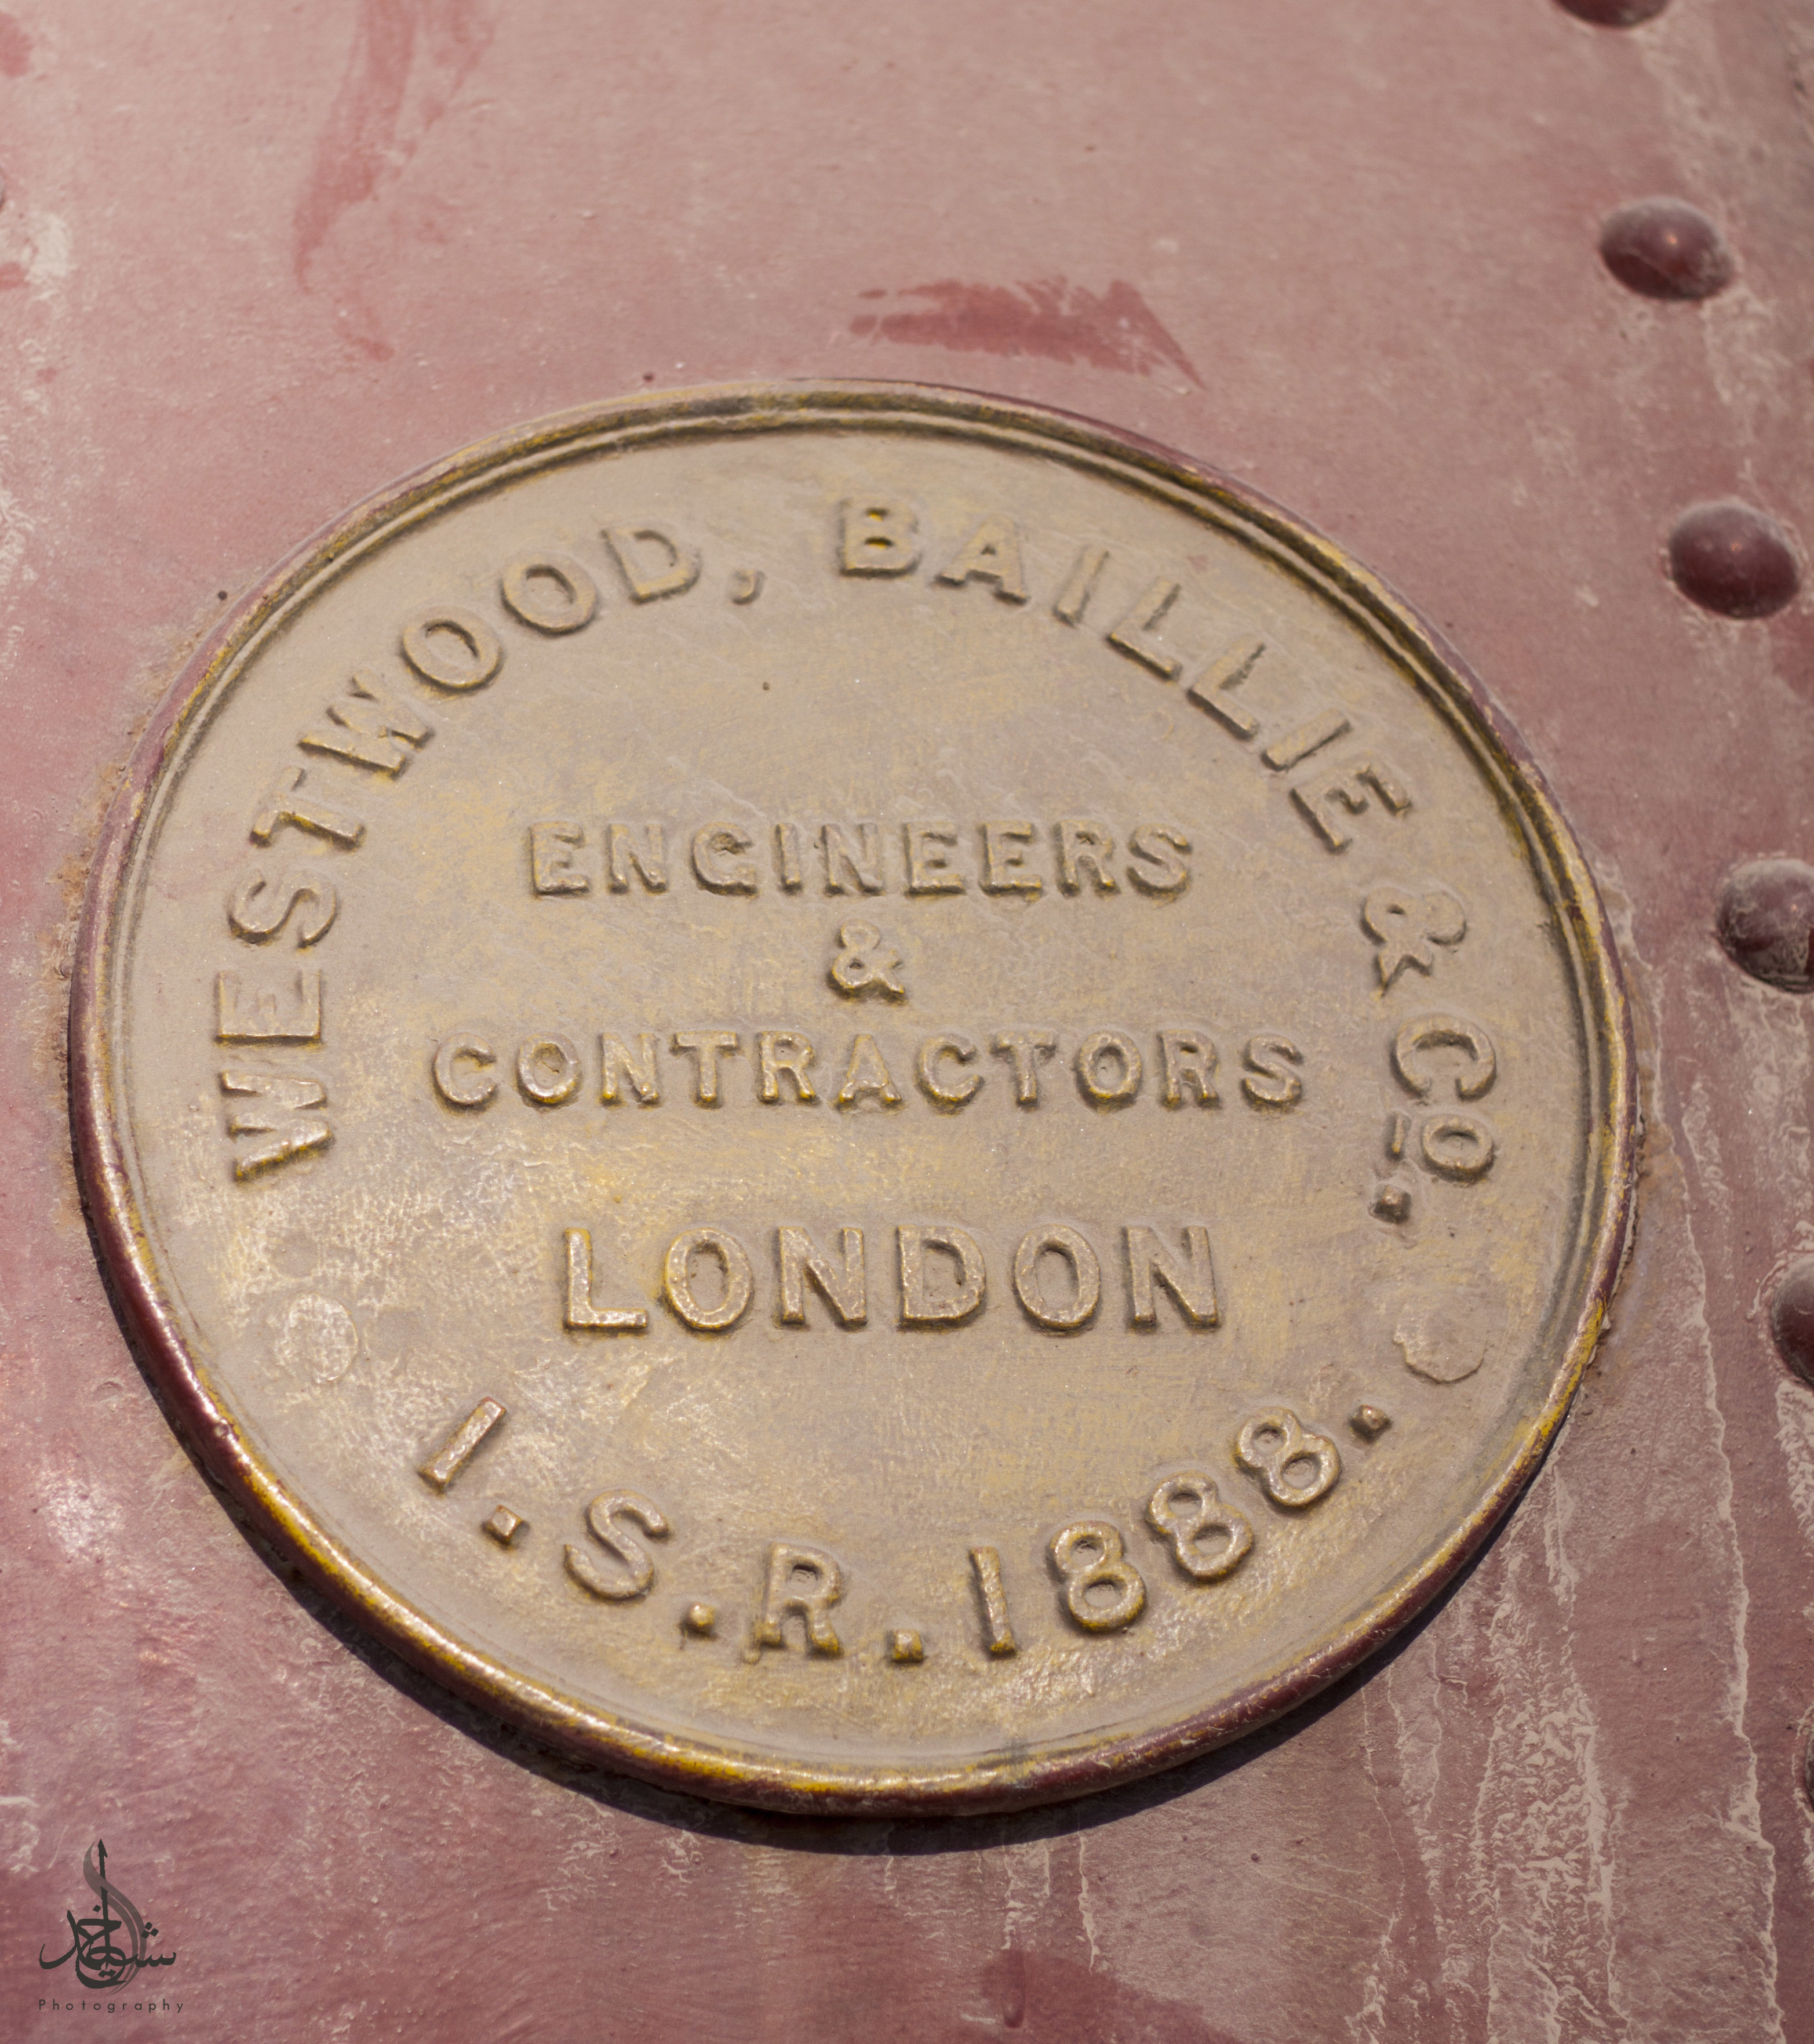 WESTWOOD, BAILLIE & Cº.
ENGINEERS
&
CONTRACTORS
LONDON
I.S.R. 1888.
Photography